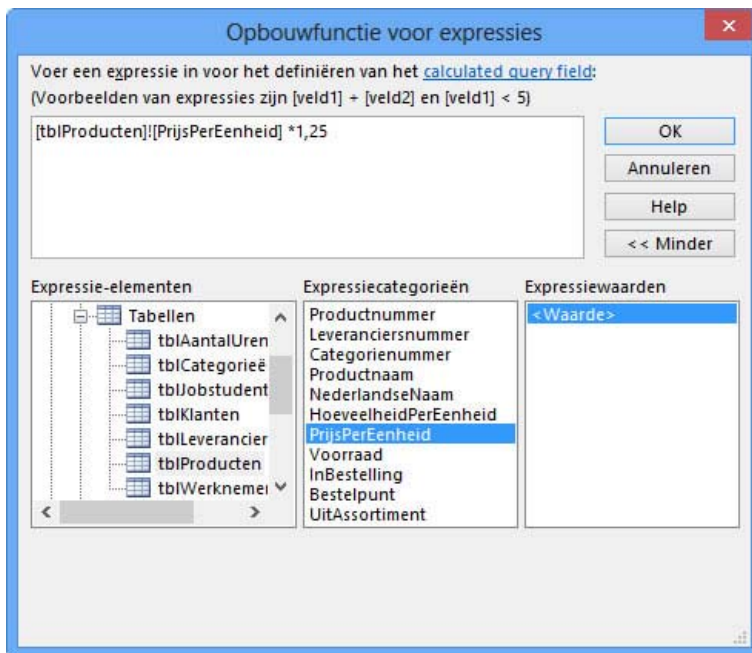 Opbouwfunctie voor expressies
Voer een expressie in voor het definiëren van het calculated query field:
(Voorbeelden van expressies zijn [veld1] + [veld2] en [veld1] < 5)
[tblProducten]![PrijsPerEenheid] *1,25
OK
Annuleren
Help
<< Minder
Expressie-elementen
Tabellen
tblAantalUren
tblCategorieë
tblJobstudent
tblKlanten
tblLeverancier
tblProducten
tblWerknemer
Expressiecategorieën
Productnummer
Leveranciersnummer
Categorienummer
Productnaam
NederlandseNaam
HoeveelheidPerEenheid
PrijsPerEenheid
Voorraad
InBestelling
Bestelpunt
UitAssortiment
Expressiewaarden
<Waarde>